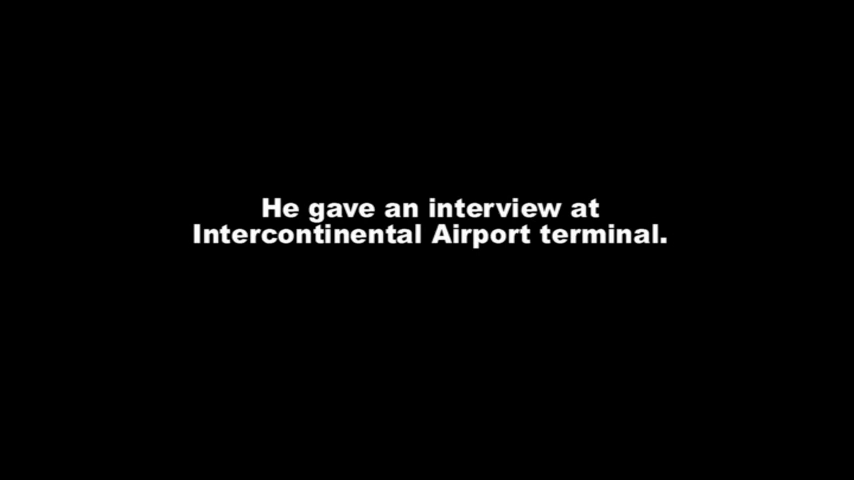 He gave an interview at
Intercontinental Airport terminal.